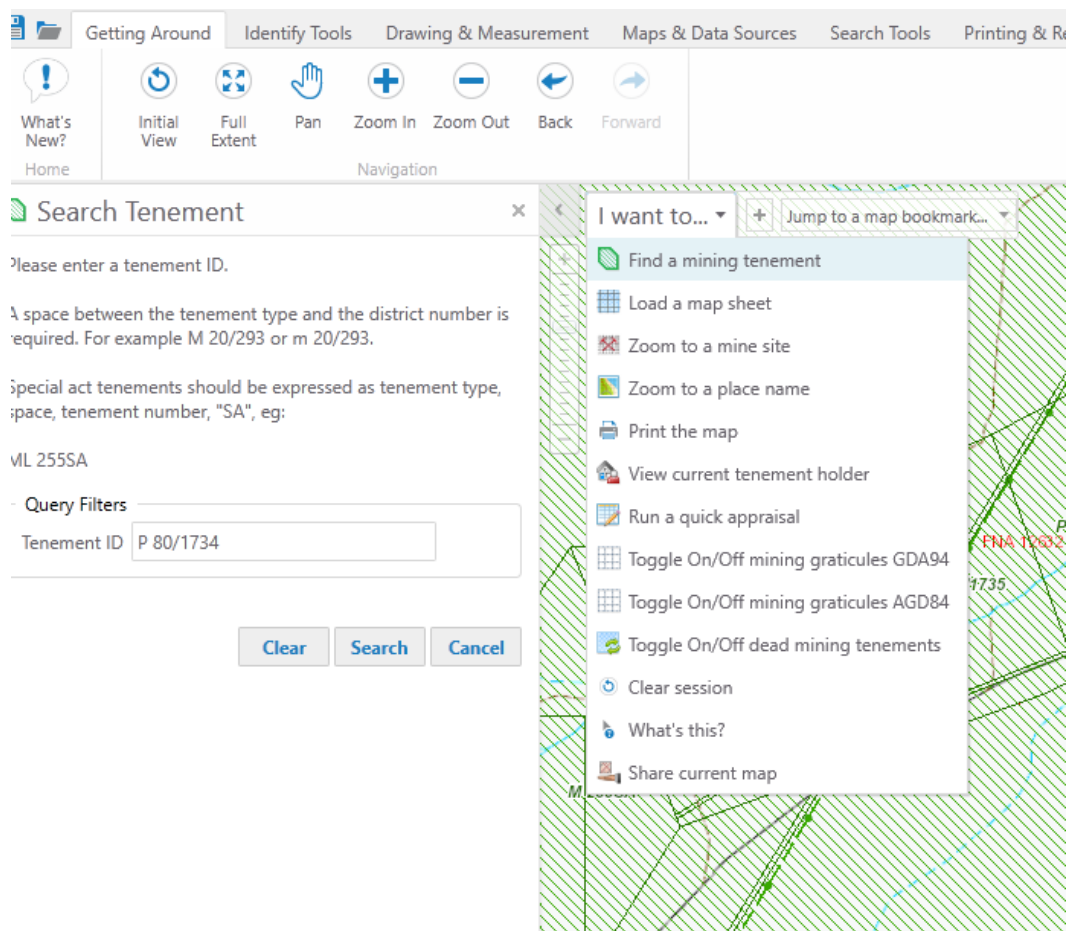 Getting Around Identify Tools Drawing & Measurement Maps & Data Sources Search Tools Printing & Re
What's New?
Initial View
Full Extent
Pan
Zoom In
Zoom Out
Back
Forward
Home
Navigation
Search Tenement
Please enter a tenement ID.
A space between the tenement type and the district number is
required. For example M 20/293 or m 20/293.
Special act tenements should be expressed as tenement type,
space, tenement number, "SA", eg:
ML 255SA
Query Filters
Tenement ID P 80/1734
Clear Search Cancel
I want to... + Jump to a map bookmark...
Find a mining tenement
Load a map sheet
Zoom to a mine site
Zoom to a place name
Print the map
View current tenement holder
Run a quick appraisal
Toggle On/Off mining graticules GDA94
Toggle On/Off mining graticules AGD84
Toggle On/Off dead mining tenements
Clear session
What's this?
Share current map
P
FNA 12632
1735